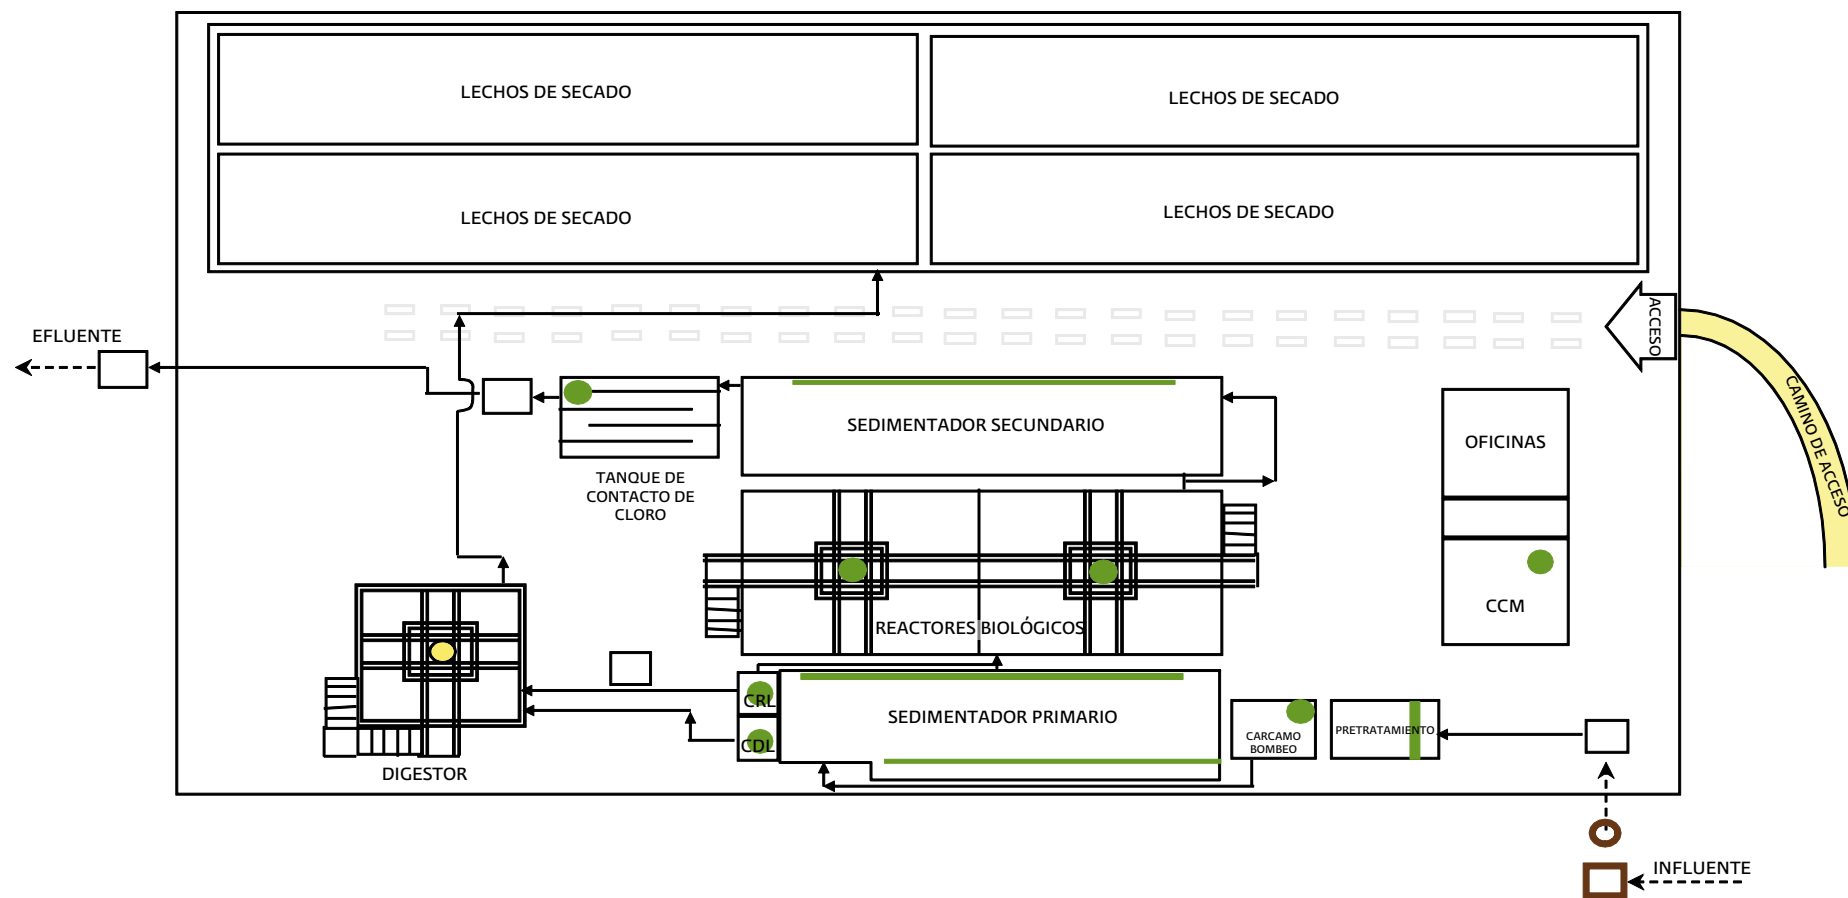 LECHOS DE SECADO
LECHOS DE SECADO
LECHOS DE SECADO
LECHOS DE SECADO
EFLUENTE
ACCESO
CAMINO DE ACCESO
SEDIMENTADOR SECUNDARIO
OFICINAS
TANQUE DE
CONTACTO DE
CLORO
CCM
REACTORES BIOLÓGICOS
CRL
SEDIMENTADOR PRIMARIO
CDL
CARCAMO
BOMBEO
PRETRATAMIENTO
DIGESTOR
INFLUENTE